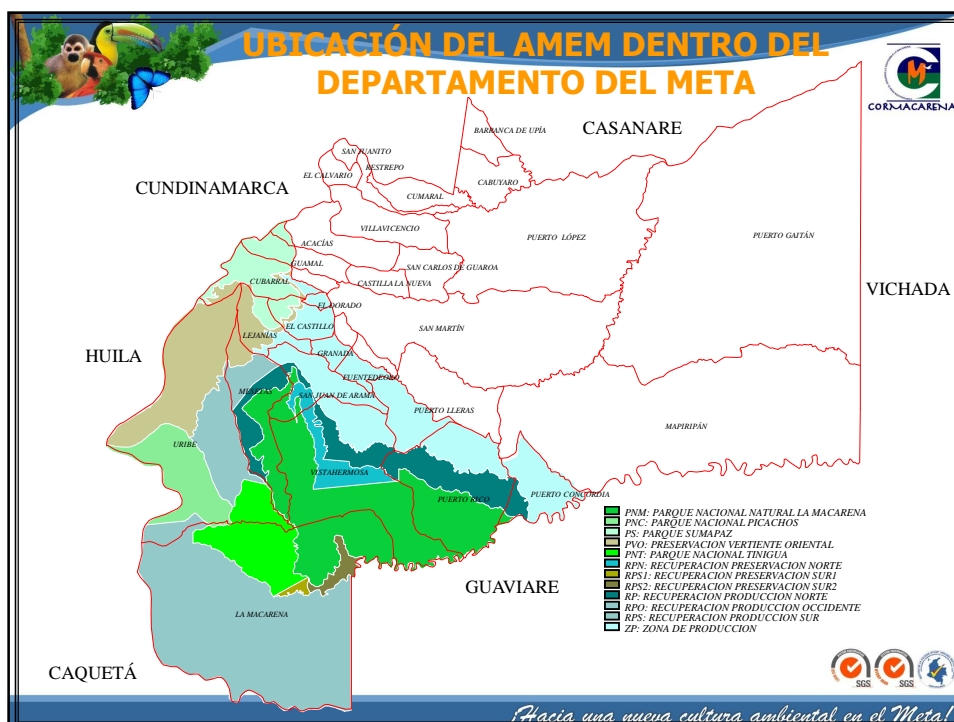 UBICACIÓN DEL AMEM DENTRO DEL
DEPARTAMENTO DEL META
CORMACARENA
CASANARE
BARRANCA DE UPÍA
SAN JUANITO
RESTREPO
EL CALVARIO
CABUYARO
CUNDINAMARCA
CUMARAL
VILLAVICENCIO
PUERTO LÓPEZ
PUERTO GAITÁN
ACACÍAS
GUAMAL
SAN CARLOS DE GUAROA
CUBARRAL
CASTILLA LA NUEVA
VICHADA
EL DORADO
EL CASTILLO
SAN MARTÍN
LEJANÍAS
HUILA
GRANADA
FUENTEDEORO
MESETAS
SAN JUAN DE ARAMA
PUERTO LLERAS
MAPIRIPÁN
URIBE
VISTAHERMOSA
PUERTO RICO
PUERTO CONCORDIA
PNM: PARQUE NACIONAL NATURAL LA MACARENA
PNC: PARQUE NACIONAL PICACHOS
PS: PARQUE SUMAPAZ
PVO: PRESERVACION VERTIENTE ORIENTAL
PNT: PARQUE NACIONAL TINIGUA
RPN: RECUPERACION PRESERVACION NORTE
RPS1: RECUPERACION PRESERVACION SUR1
RPS2: RECUPERACION PRESERVACION SUR2
RP: RECUPERACION PRODUCCION NORTE
RPO: RECUPERACION PRODUCCION OCCIDENTE
RPS: RECUPERACION PRODUCCION SUR
ZP: ZONA DE PRODUCCION
GUAVIARE
LA MACARENA
CAQUETÁ
SGS
SGS
¡Hacia una nueva cultura ambiental en el Meta!